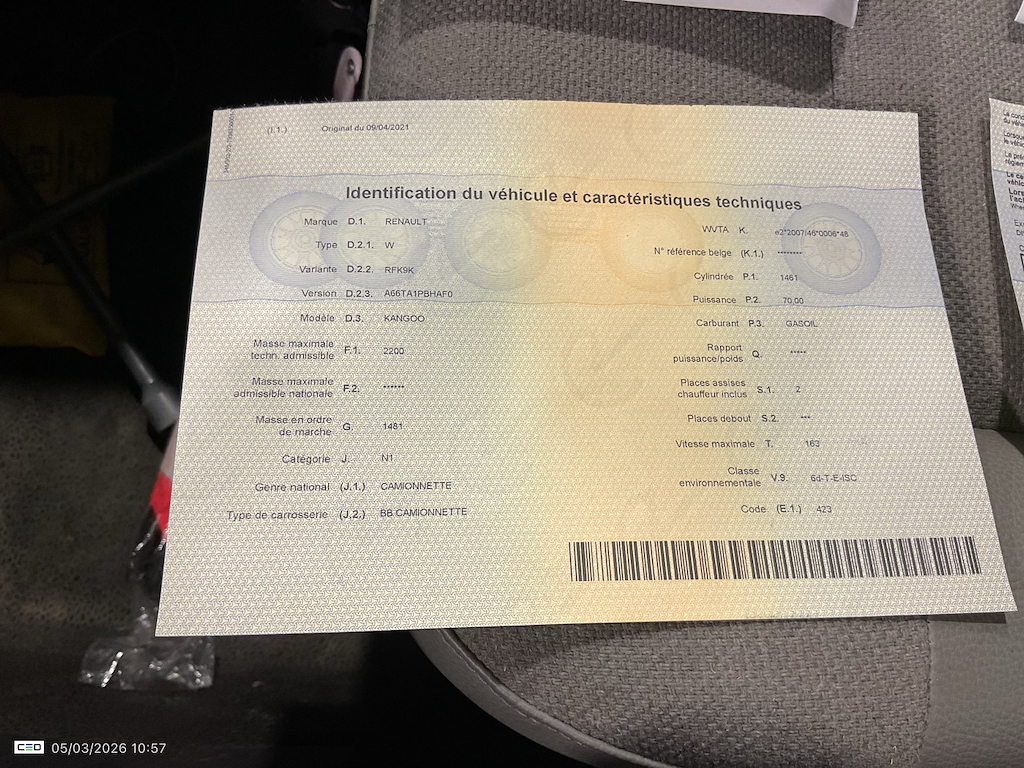 (I.1.) Original du 09/04/2021
Identification du véhicule et caractéristiques techniques
Marque D.1. RENAULT
Type D.2.1. W
Variante D.2.2. RFK9K
Version D.2.3. A66TA1PBHAF0
Modèle D.3. KANGOO
Masse maximale
techn. admissible F.1. 2200
Masse maximale
admissible nationale F.2. ******
Masse en ordre
de marche G. 1481
Catégorie J. N1
Genre national (J.1.) CAMIONNETTE
Type de carrosserie (J.2.) BB CAMIONNETTE
WVTA K. e2*2007/46*0006*48
N° référence belge (K.1.) ********
Cylindrée P.1. 1461
Puissance P.2. 70.00
Carburant P.3. GASOIL
Rapport
puissance/poids Q. *****
Places assises
chauffeur inclus S.1. 2
Places debout S.2. ***
Vitesse maximale T. 163
Classe
environnementale V.9. 6d-T-E-ISC
Code (E.1.) 423
CEO 05/03/2026 10:57